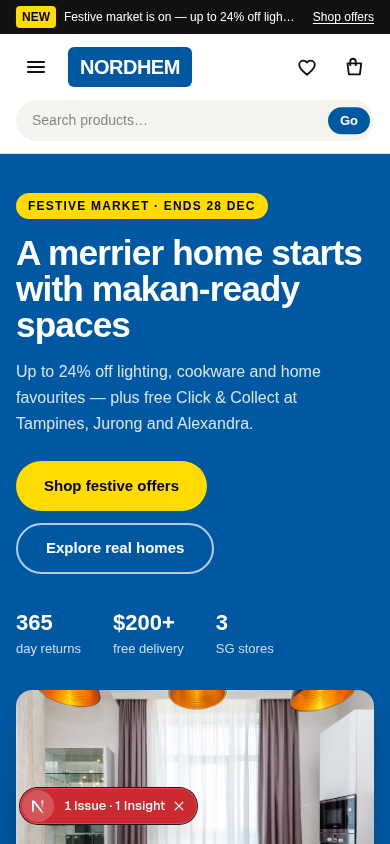 NEW Festive market is on — up to 24% off ligh… Shop offers
NORDHEM
Search products… Go
FESTIVE MARKET · ENDS 28 DEC
A merrier home starts
with makan-ready
spaces
Up to 24% off lighting, cookware and home
favourites — plus free Click & Collect at
Tampines, Jurong and Alexandra.
Shop festive offers
Explore real homes
365 $200+ 3
day returns free delivery SG stores
N 1 Issue · 1 Insight